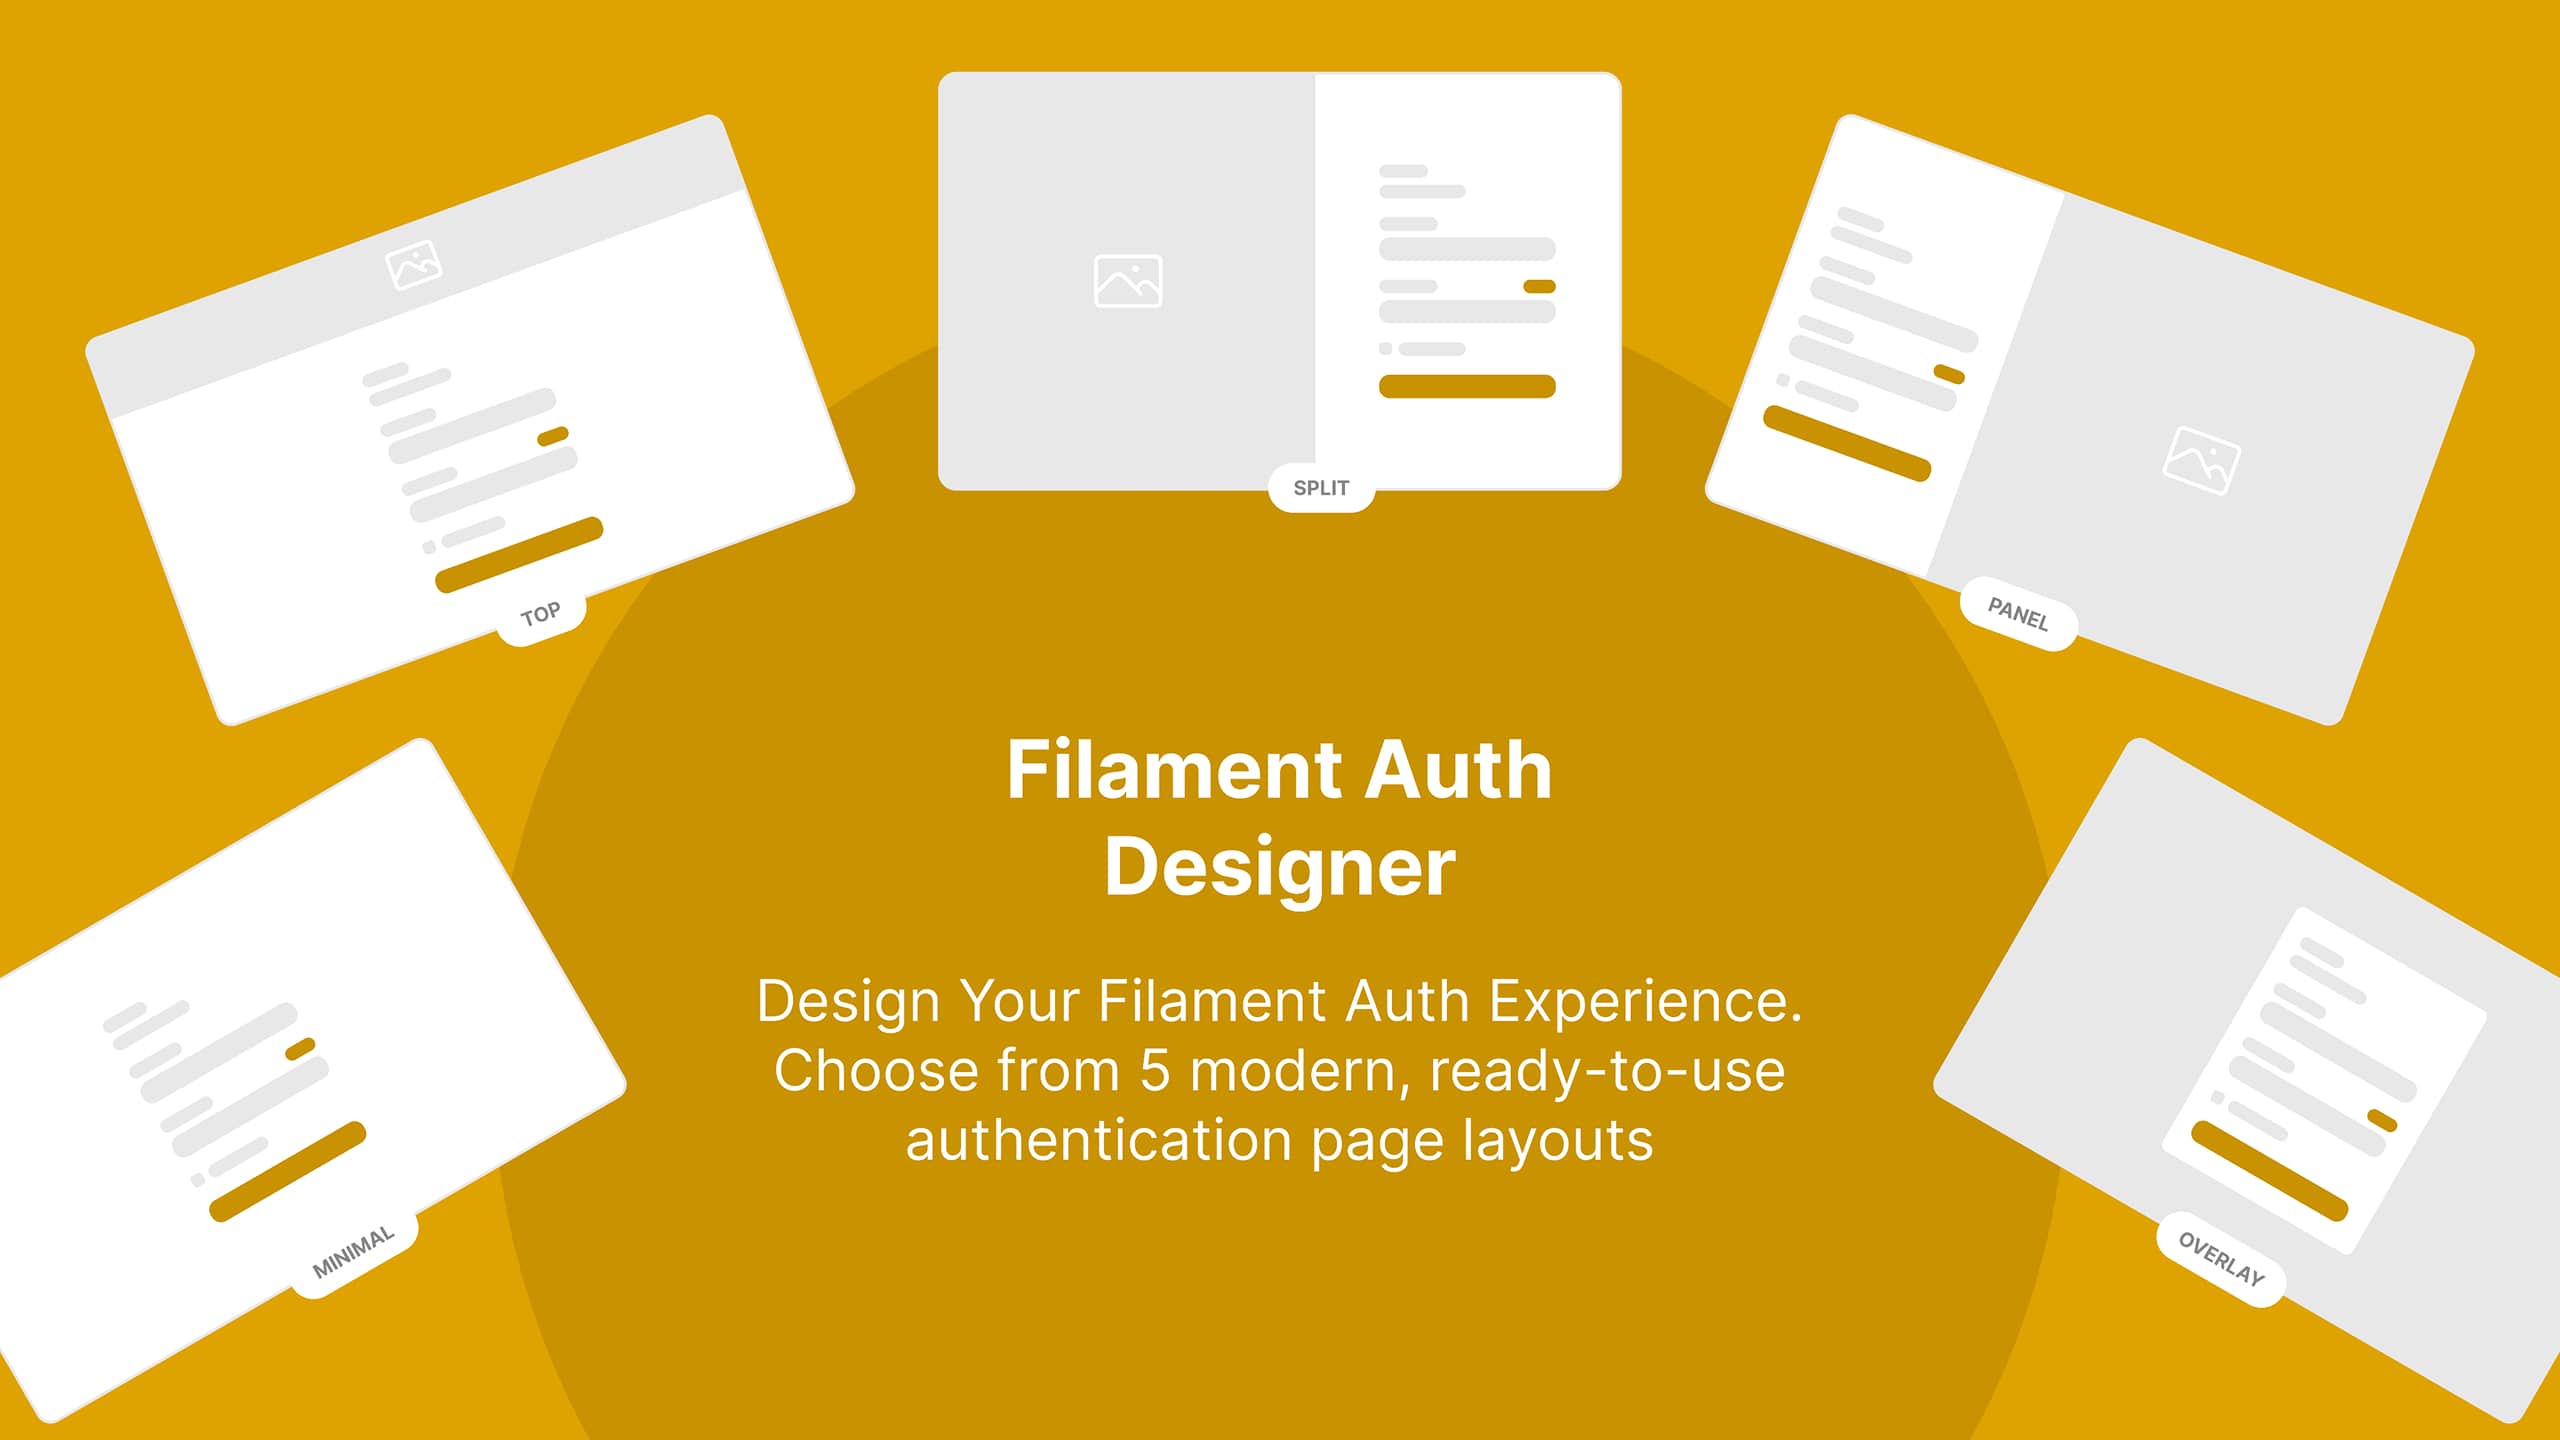 SPLIT
TOP
PANEL
Filament Auth
Designer
Design Your Filament Auth Experience.
Choose from 5 modern, ready-to-use
authentication page layouts
MINIMAL
OVERLAY